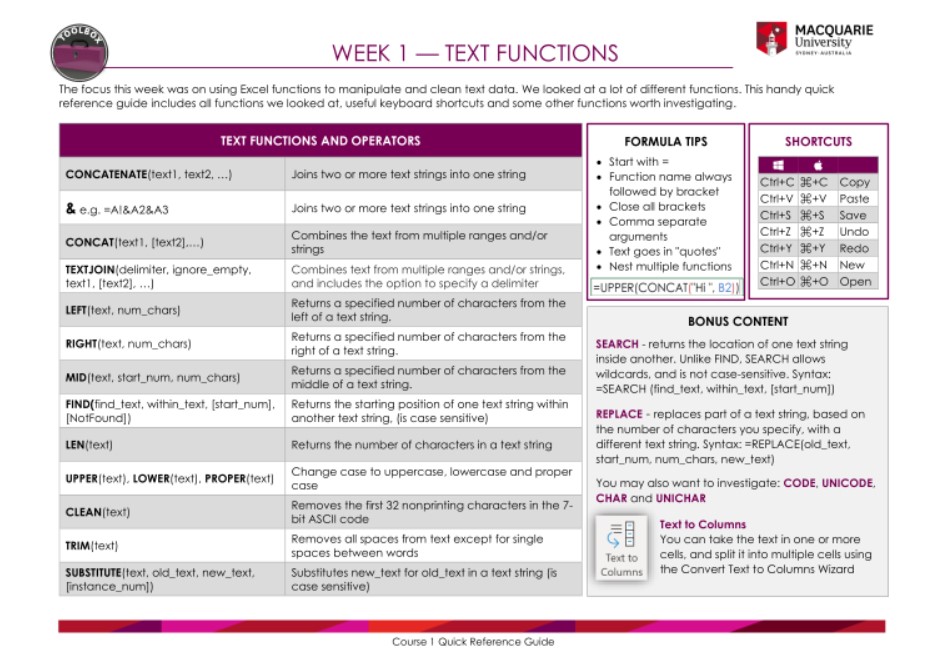 TOOLBOX
MACQUARIE
University
SYDNEY·AUSTRALIA
WEEK 1 — TEXT FUNCTIONS
The focus this week was on using Excel functions to manipulate and clean text data. We looked at a lot of different functions. This handy quick
reference guide includes all functions we looked at, useful keyboard shortcuts and some other functions worth investigating.
TEXT FUNCTIONS AND OPERATORS
CONCATENATE(text1, text2, …)
Joins two or more text strings into one string
& e.g. =A1&A2&A3
Joins two or more text strings into one string
CONCAT(text1, [text2],…)
Combines the text from multiple ranges and/or
strings
TEXTJOIN(delimiter, ignore_empty,
text1, [text2], …)
Combines text from multiple ranges and/or strings,
and includes the option to specify a delimiter
LEFT(text, num_chars)
Returns a specified number of characters from the
left of a text string.
RIGHT(text, num_chars)
Returns a specified number of characters from the
right of a text string.
MID(text, start_num, num_chars)
Returns a specified number of characters from the
middle of a text string.
FIND(find_text, within_text, [start_num],
[NotFound])
Returns the starting position of one text string within
another text string, (is case sensitive)
LEN(text)
Returns the number of characters in a text string
UPPER(text), LOWER(text), PROPER(text)
Change case to uppercase, lowercase and proper
case
CLEAN(text)
Removes the first 32 nonprinting characters in the 7-
bit ASCII code
TRIM(text)
Removes all spaces from text except for single
spaces between words
SUBSTITUTE(text, old_text, new_text,
[instance_num])
Substitutes new_text for old_text in a text string (is
case sensitive)
FORMULA TIPS
• Start with =
• Function name always
followed by bracket
• Close all brackets
• Comma separate
arguments
• Text goes in "quotes"
• Nest multiple functions
=UPPER(CONCAT("Hi ", B2))
SHORTCUTS
Ctrl+C ⌘+C Copy
Ctrl+V ⌘+V Paste
Ctrl+S ⌘+S Save
Ctrl+Z ⌘+Z Undo
Ctrl+Y ⌘+Y Redo
Ctrl+N ⌘+N New
Ctrl+O ⌘+O Open
BONUS CONTENT
SEARCH - returns the location of one text string
inside another. Unlike FIND, SEARCH allows
wildcards, and is not case-sensitive. Syntax:
=SEARCH (find_text, within_text, [start_num])
REPLACE - replaces part of a text string, based on
the number of characters you specify, with a
different text string. Syntax: =REPLACE(old_text,
start_num, num_chars, new_text)
You may also want to investigate: CODE, UNICODE,
CHAR and UNICHAR
Text to
Columns
Text to Columns
You can take the text in one or more
cells, and split it into multiple cells using
the Convert Text to Columns Wizard
Course 1 Quick Reference Guide